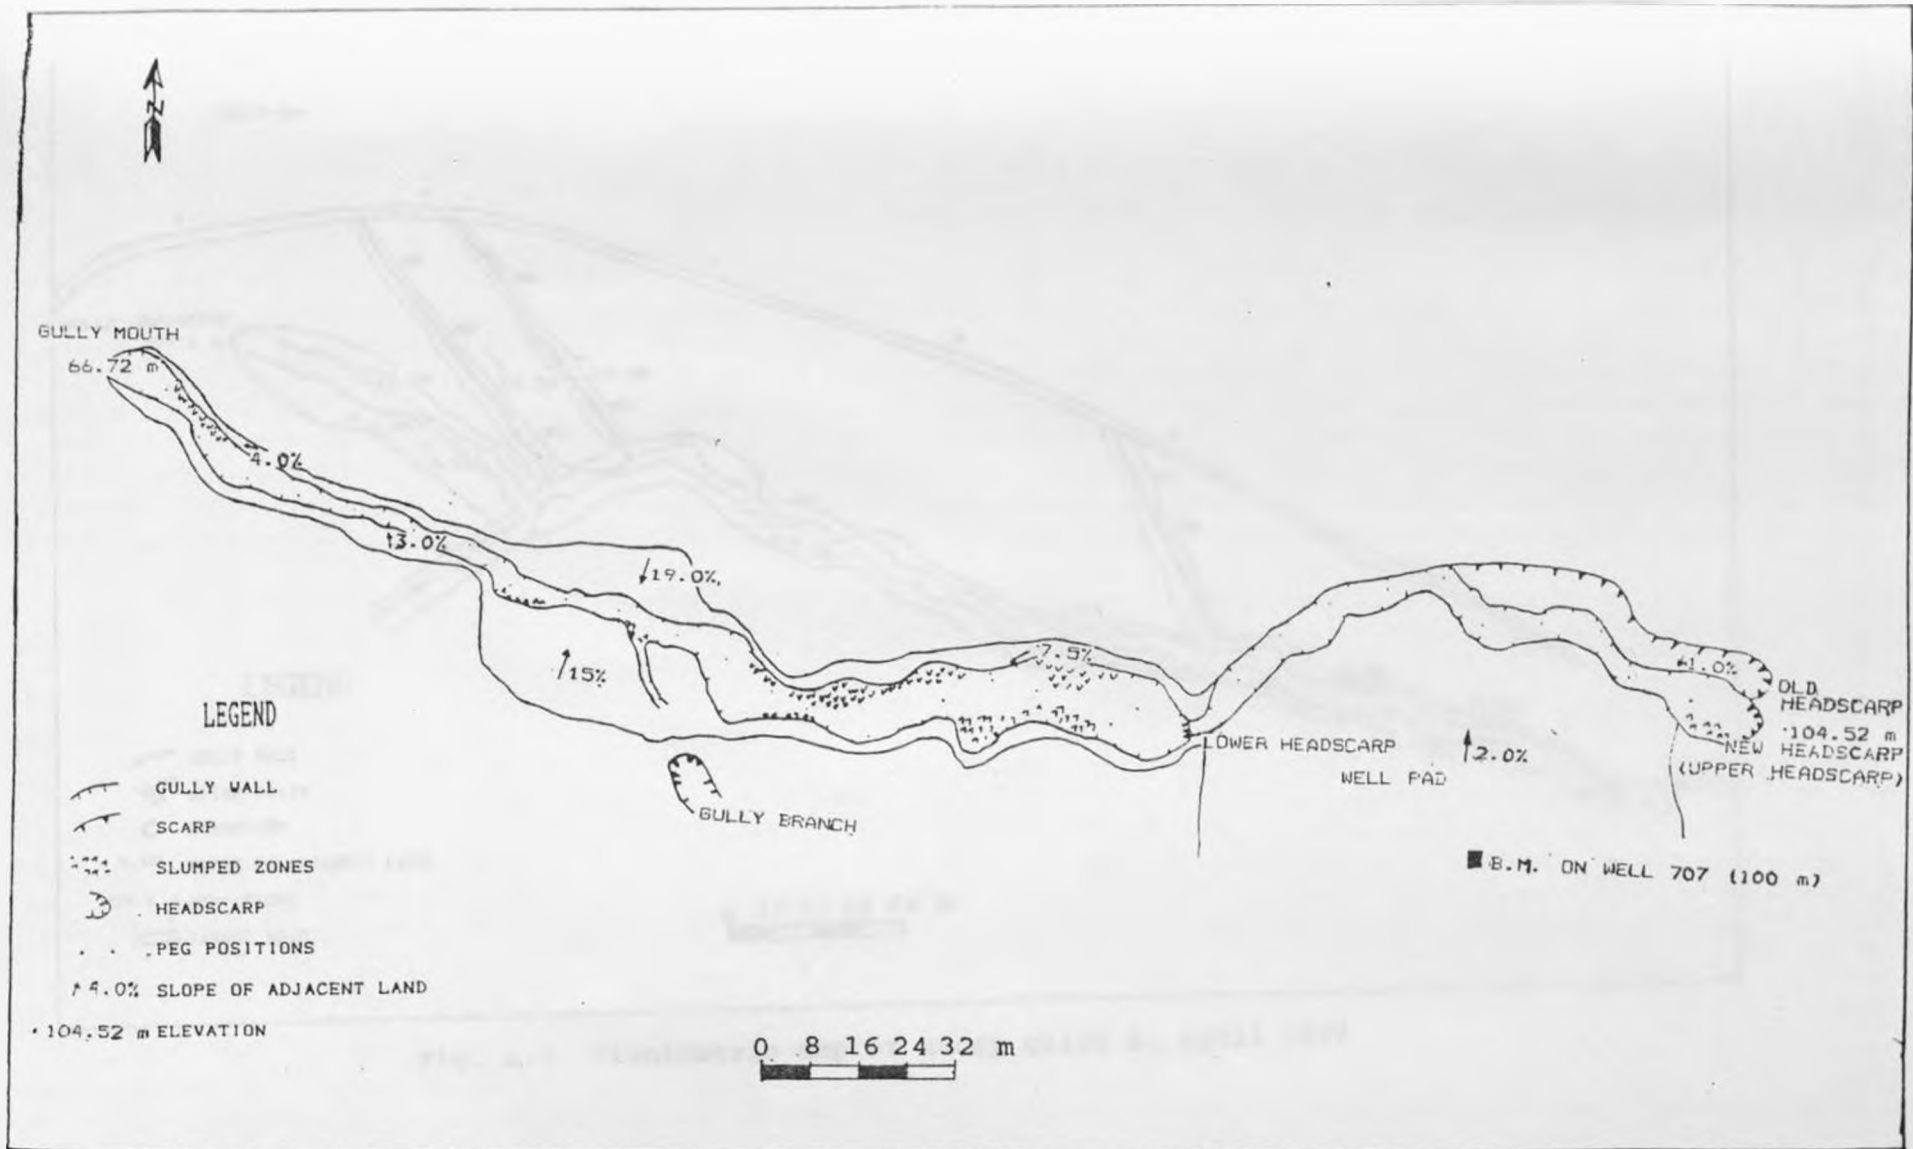 N
GULLY MOUTH
66.72 m
4.0%
13.0%
19.0%
15%
7.5%
1.0%
OLD
HEADSCARP
104.52 m
NEW HEADSCARP
(UPPER HEADSCARP)
LOWER HEADSCARP
WELL PAD
2.0%
GULLY BRANCH
B.M. ON WELL 707 (100 m)
LEGEND
GULLY WALL
SCARP
SLUMPED ZONES
HEADSCARP
PEG POSITIONS
4.0% SLOPE OF ADJACENT LAND
104.52 m ELEVATION
0 8 16 24 32 m